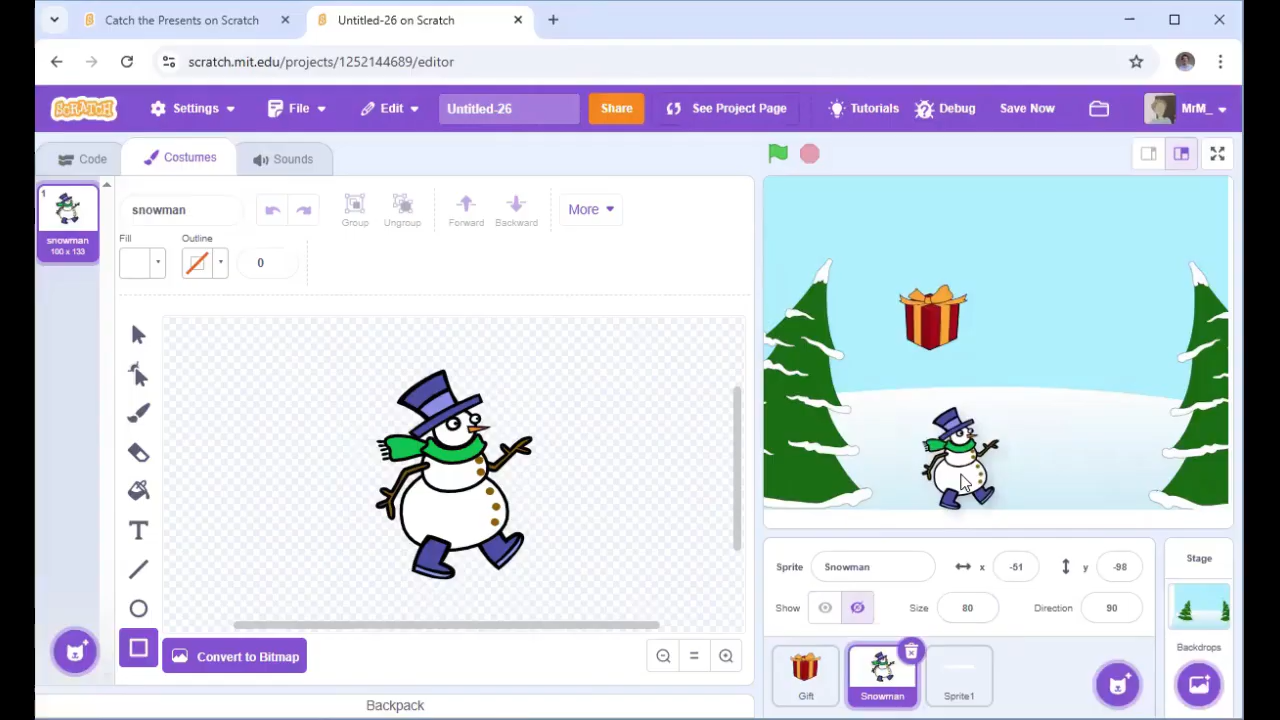 Catch the Presents on Scratch
Untitled-26 on Scratch
scratch.mit.edu/projects/1252144689/editor
SCRATCH
Settings
File
Edit
Untitled-26
Share
See Project Page
Tutorials
Debug
Save Now
MrM_
Code
Costumes
Sounds
1
snowman
100 x 133
snowman
Group
Ungroup
Forward
Backward
More
Fill
Outline
0
T
Convert to Bitmap
Backpack
Sprite
Snowman
x
-51
y
-98
Show
Size
80
Direction
90
Gift
Snowman
Sprite1
Stage
Backdrops